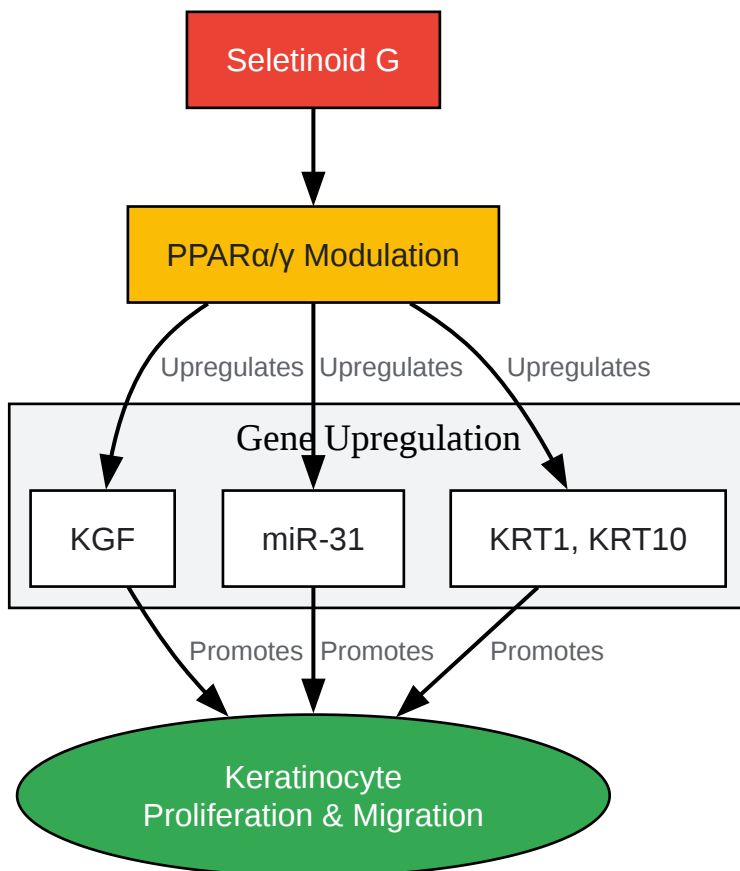 Seletinoid G
PPARα/γ Modulation
Upregulates Upregulates Upregulates
Gene Upregulation
KGF miR-31 KRT1, KRT10
Promotes Promotes Promotes
Keratinocyte
Proliferation & Migration